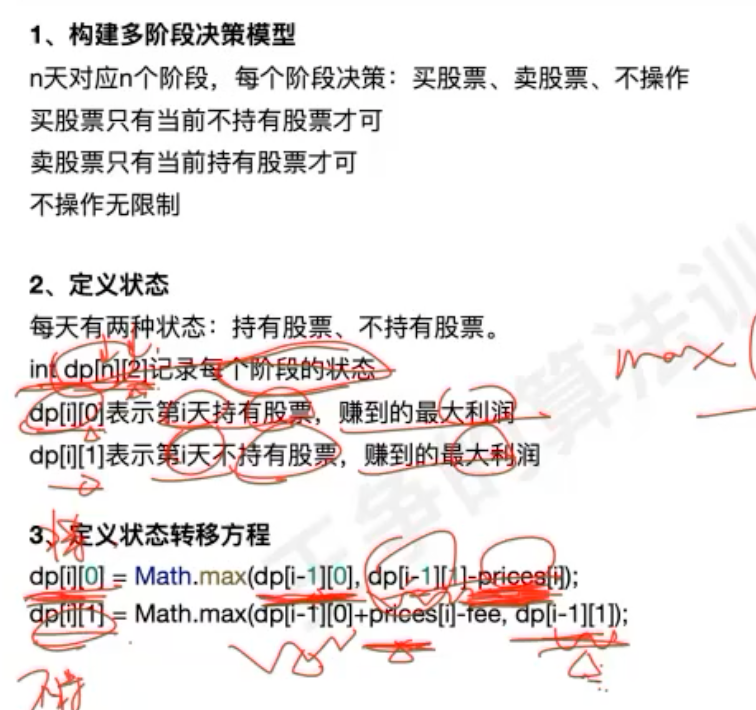 1、构建多阶段决策模型
n天对应n个阶段，每个阶段决策：买股票、卖股票、不操作
买股票只有当前不持有股票才可
卖股票只有当前持有股票才可
不操作无限制
2、定义状态
每天有两种状态：持有股票、不持有股票。
int dp[n][2]记录每个阶段的状态
max (
dp[i][0]表示第i天持有股票，赚到的最大利润
dp[i][1]表示第i天不持有股票，赚到的最大利润
3、定义状态转移方程
dp[i][0] = Math.max(dp[i-1][0], dp[i-1][1]-prices[i]);
dp[i][1] = Math.max(dp[i-1][0]+prices[i]-fee, dp[i-1][1]);
不持